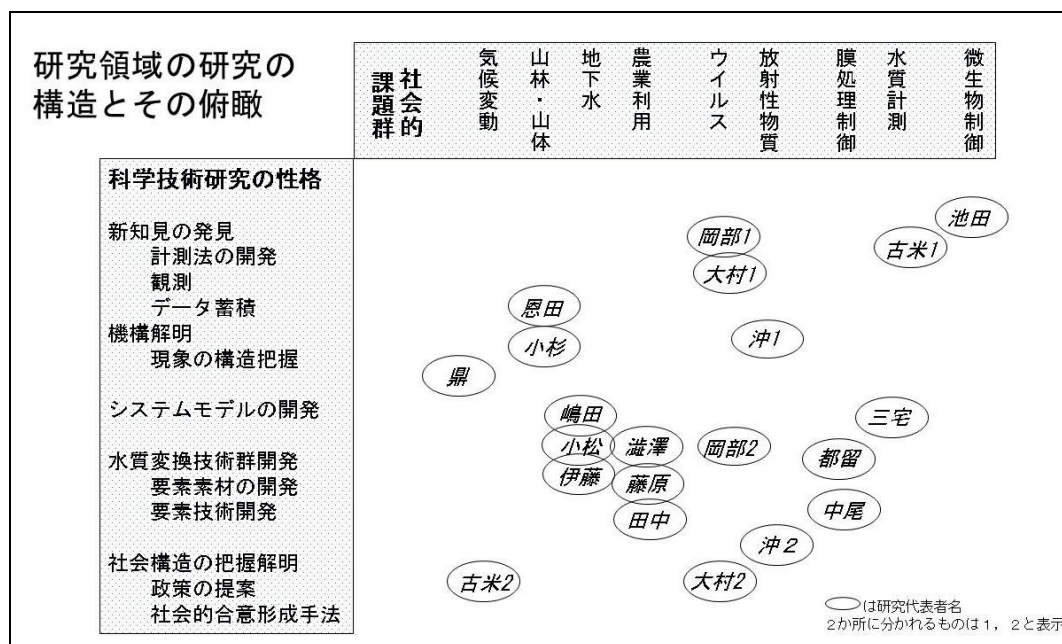 研究領域の研究の
構造とその俯瞰
社会的
課題群
気候変動
山林・山体
地下水
農業利用
ウイルス
放射性物質
膜処理制御
水質計測
微生物制御
科学技術研究の性格
新知見の発見
計測法の開発
観測
データ蓄積
機構解明
現象の構造把握
システムモデルの開発
水質変換技術群開発
要素素材の開発
要素技術開発
社会構造の把握解明
政策の提案
社会的合意形成手法
池田
岡部1
古米1
大村1
恩田
小杉
沖1
鼎
嶋田
三宅
小松
澁澤
岡部2
都留
伊藤
藤原
中尾
田中
沖２
古米2
大村2
は研究代表者名
２か所に分かれるものは１，２と表示